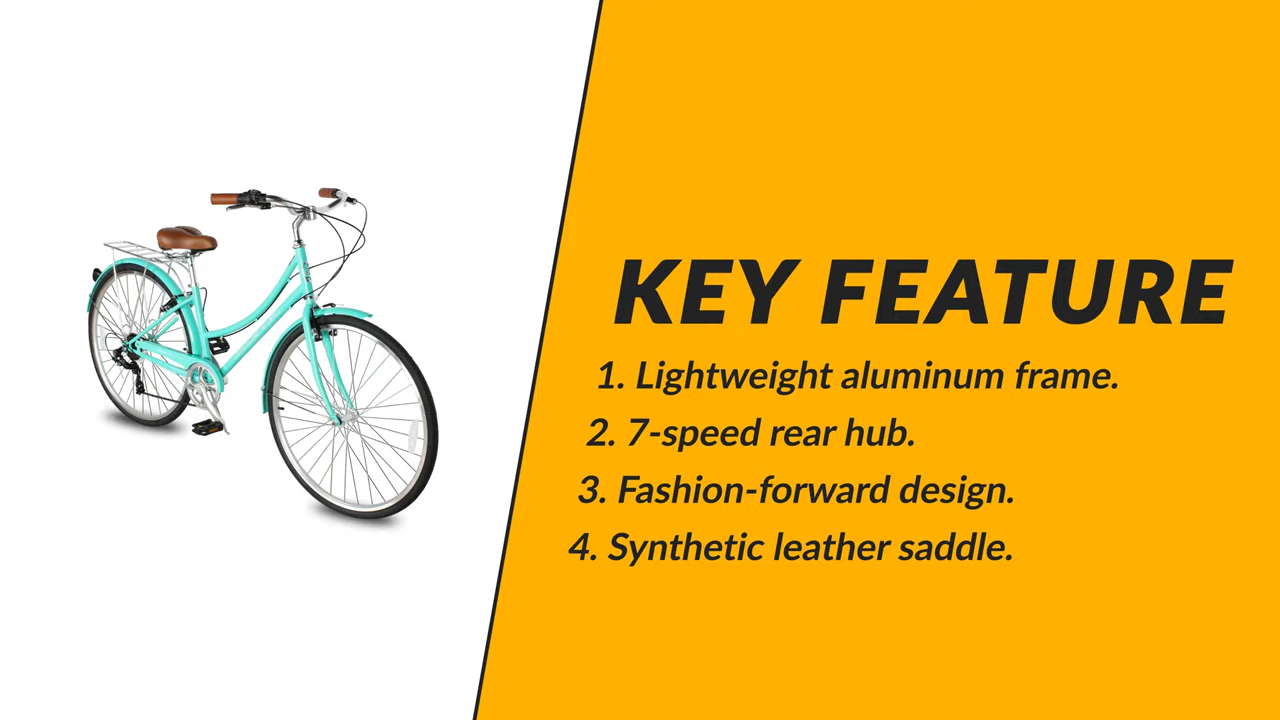 KEY FEATURE
1. Lightweight aluminum frame.
2. 7-speed rear hub.
3. Fashion-forward design.
4. Synthetic leather saddle.